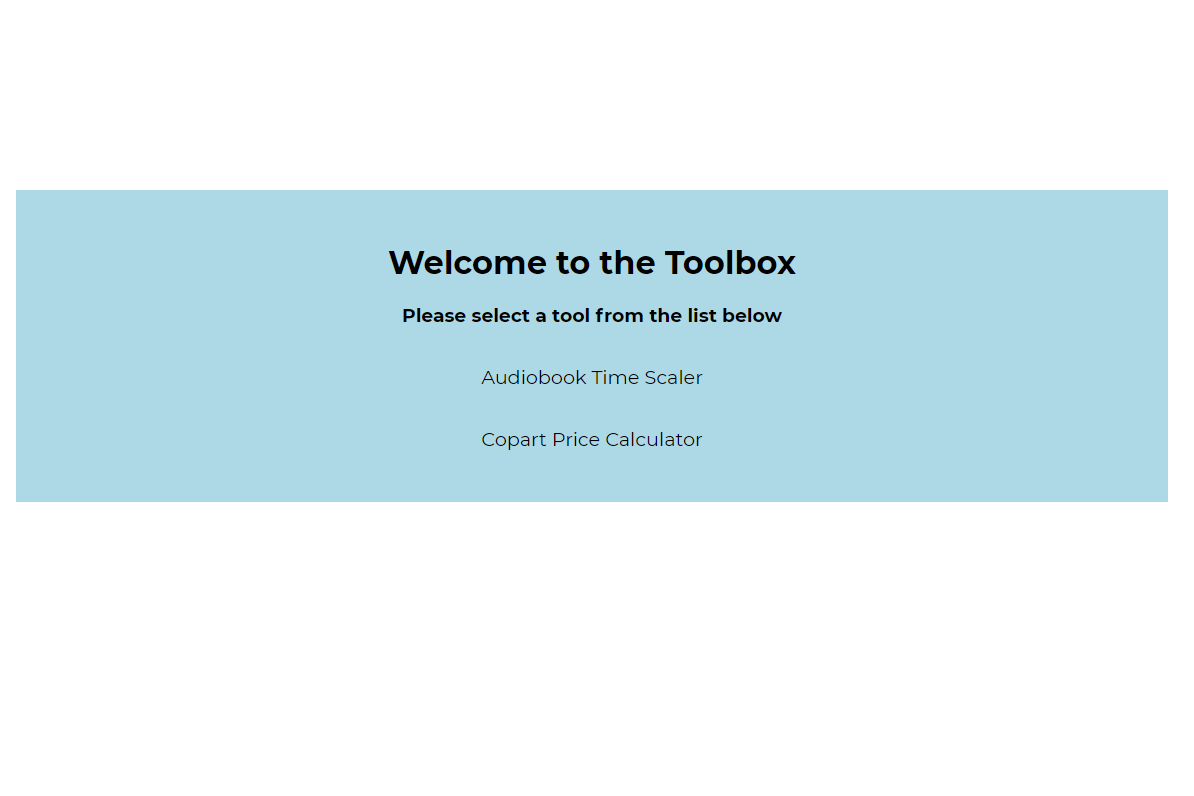 Welcome to the Toolbox
Please select a tool from the list below
Audiobook Time Scaler
Copart Price Calculator